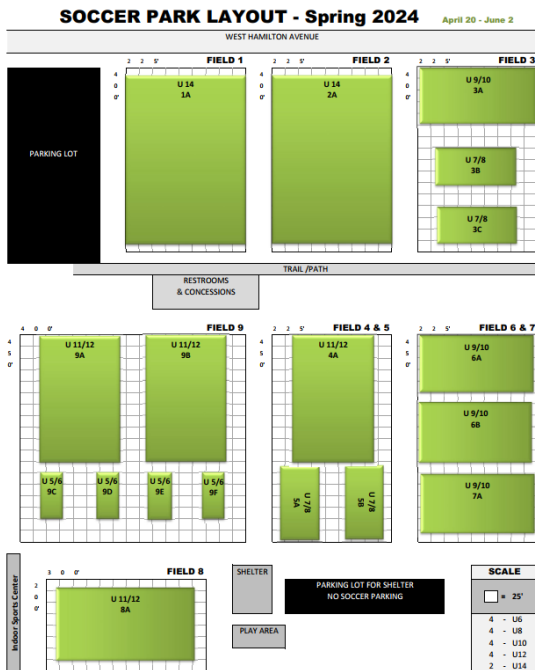 SOCCER PARK LAYOUT - Spring 2024 April 20 - June 2
WEST HAMILTON AVENUE
2 2 5' FIELD 1
2 2 5' FIELD 2
2 2 5' FIELD 3
4
0
0'
4
0
0'
4
0
0'
PARKING LOT
U 14
1A
U 14
2A
U 9/10
3A
U 7/8
3B
U 7/8
3C
TRAIL /PATH
RESTROOMS
& CONCESSIONS
4 0 0' FIELD 9
2 2 5' FIELD 4 & 5
2 2 5' FIELD 6 & 7
4
5
0'
4
5
0'
4
5
0'
U 11/12
9A
U 11/12
9B
U 5/6
9C
U 5/6
9D
U 5/6
9E
U 5/6
9F
U 11/12
4A
U 7/8
5A
U 7/8
5B
U 9/10
6A
U 9/10
6B
U 9/10
7A
Indoor Sports Center
3 0 0' FIELD 8
2
0
0'
U 11/12
8A
SHELTER
PLAY AREA
PARKING LOT FOR SHELTER
NO SOCCER PARKING
SCALE
= 25'
4 - U6
4 - U8
4 - U10
4 - U12
2 - U14